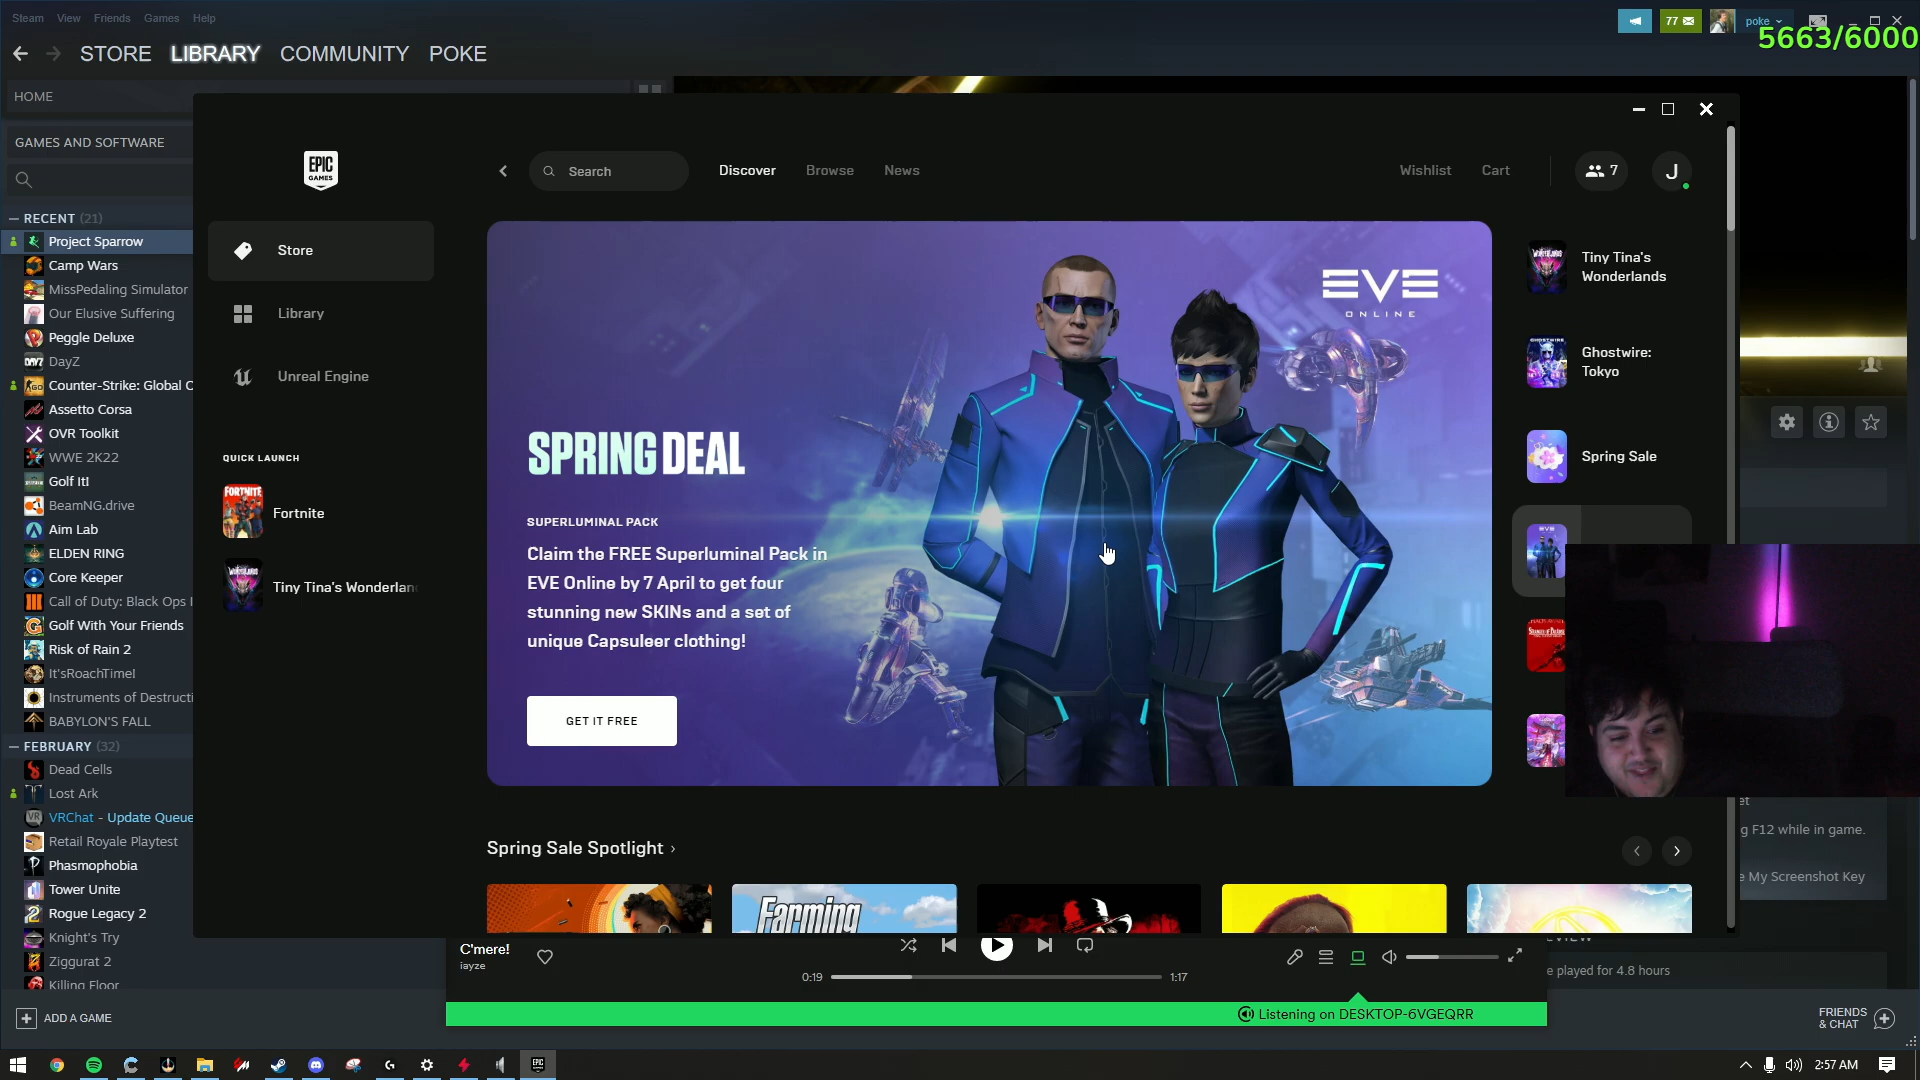 Steam View Friends Games Help
77
poke
5663/6000
STORE LIBRARY COMMUNITY POKE
HOME
GAMES AND SOFTWARE
RECENT (21)
Project Sparrow
Camp Wars
MissPedaling Simulator
Our Elusive Suffering
Peggle Deluxe
DayZ
Counter-Strike: Global O
Assetto Corsa
OVR Toolkit
WWE 2K22
Golf It!
BeamNG.drive
Aim Lab
ELDEN RING
Core Keeper
Call of Duty: Black Ops I
Golf With Your Friends
Risk of Rain 2
It'sRoachTime!
Instruments of Destructi
BABYLON'S FALL
FEBRUARY (32)
Dead Cells
Lost Ark
VRChat - Update Queue
Retail Royale Playtest
Phasmophobia
Tower Unite
Rogue Legacy 2
Knight's Try
Ziggurat 2
Killing Floor
ADD A GAME
EPIC
GAMES
Store
Library
Unreal Engine
QUICK LAUNCH
FORTNITE
Fortnite
Tiny Tina's Wonderlan
Search
Discover
Browse
News
Wishlist
Cart
7
J
EVE
ONLINE
SPRING DEAL
SUPERLUMINAL PACK
Claim the FREE Superluminal Pack in
EVE Online by 7 April to get four
stunning new SKINs and a set of
unique Capsuleer clothing!
GET IT FREE
Tiny Tina's
Wonderlands
Ghostwire:
Tokyo
Spring Sale
EVE
Spring Sale Spotlight
Farming
C'mere!
iayze
0:19
1:17
Listening on DESKTOP-6VGEQRR
g F12 while in game.
e My Screenshot Key
e played for 4.8 hours
FRIENDS
& CHAT
2:57 AM